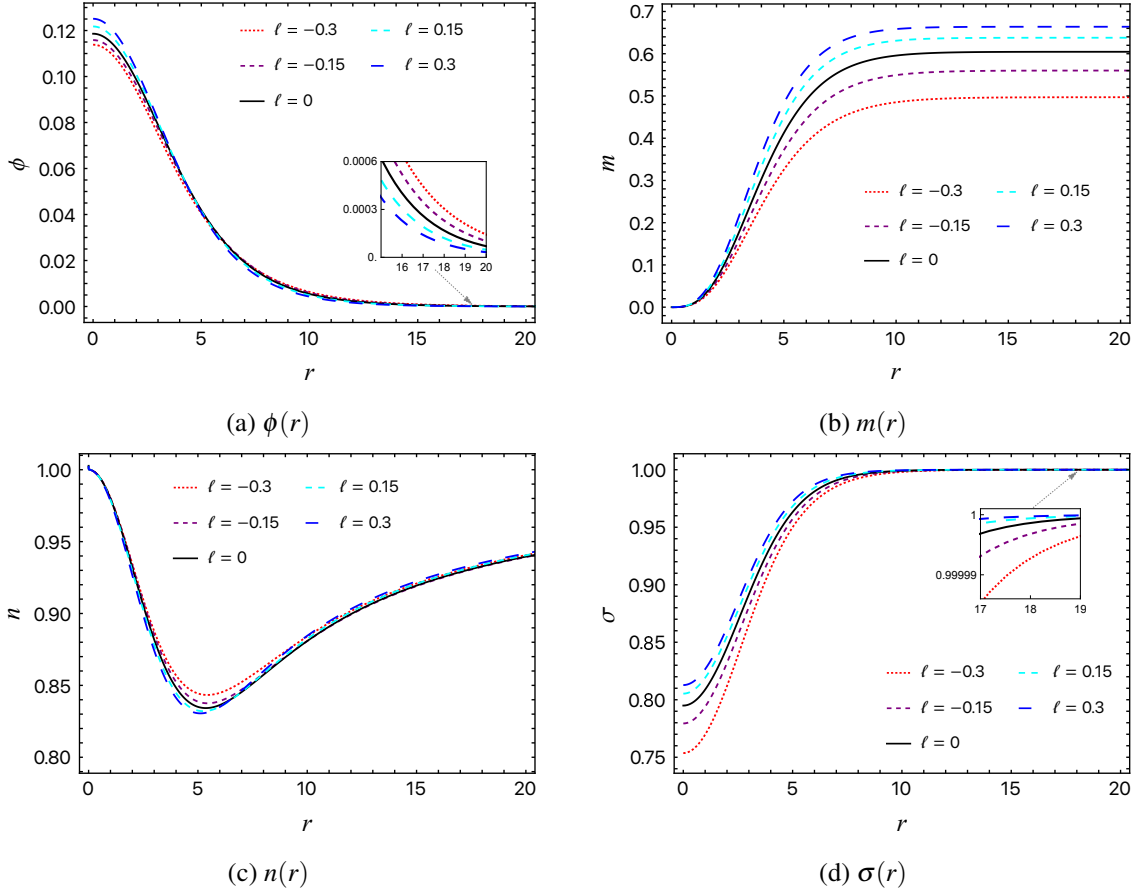 0.12
0.10
0.08
0.06
0.04
0.02
0.00
ϕ
ℓ = −0.3
ℓ = 0.15
ℓ = −0.15
ℓ = 0.3
ℓ = 0
0.0006
0.0003
0.
16 17 18 19 20
0 5 10 15 20
r
(a) ϕ(r)
0.7
0.6
0.5
0.4
0.3
0.2
0.1
0.0
m
ℓ = −0.3
ℓ = 0.15
ℓ = −0.15
ℓ = 0.3
ℓ = 0
0 5 10 15 20
r
(b) m(r)
1.00
0.95
0.90
0.85
0.80
n
ℓ = −0.3
ℓ = 0.15
ℓ = −0.15
ℓ = 0.3
ℓ = 0
0 5 10 15 20
r
(c) n(r)
1.00
0.95
0.90
0.85
0.80
0.75
σ
1
0.99999
17 18 19
ℓ = −0.3
ℓ = 0.15
ℓ = −0.15
ℓ = 0.3
ℓ = 0
0 5 10 15 20
r
(d) σ(r)